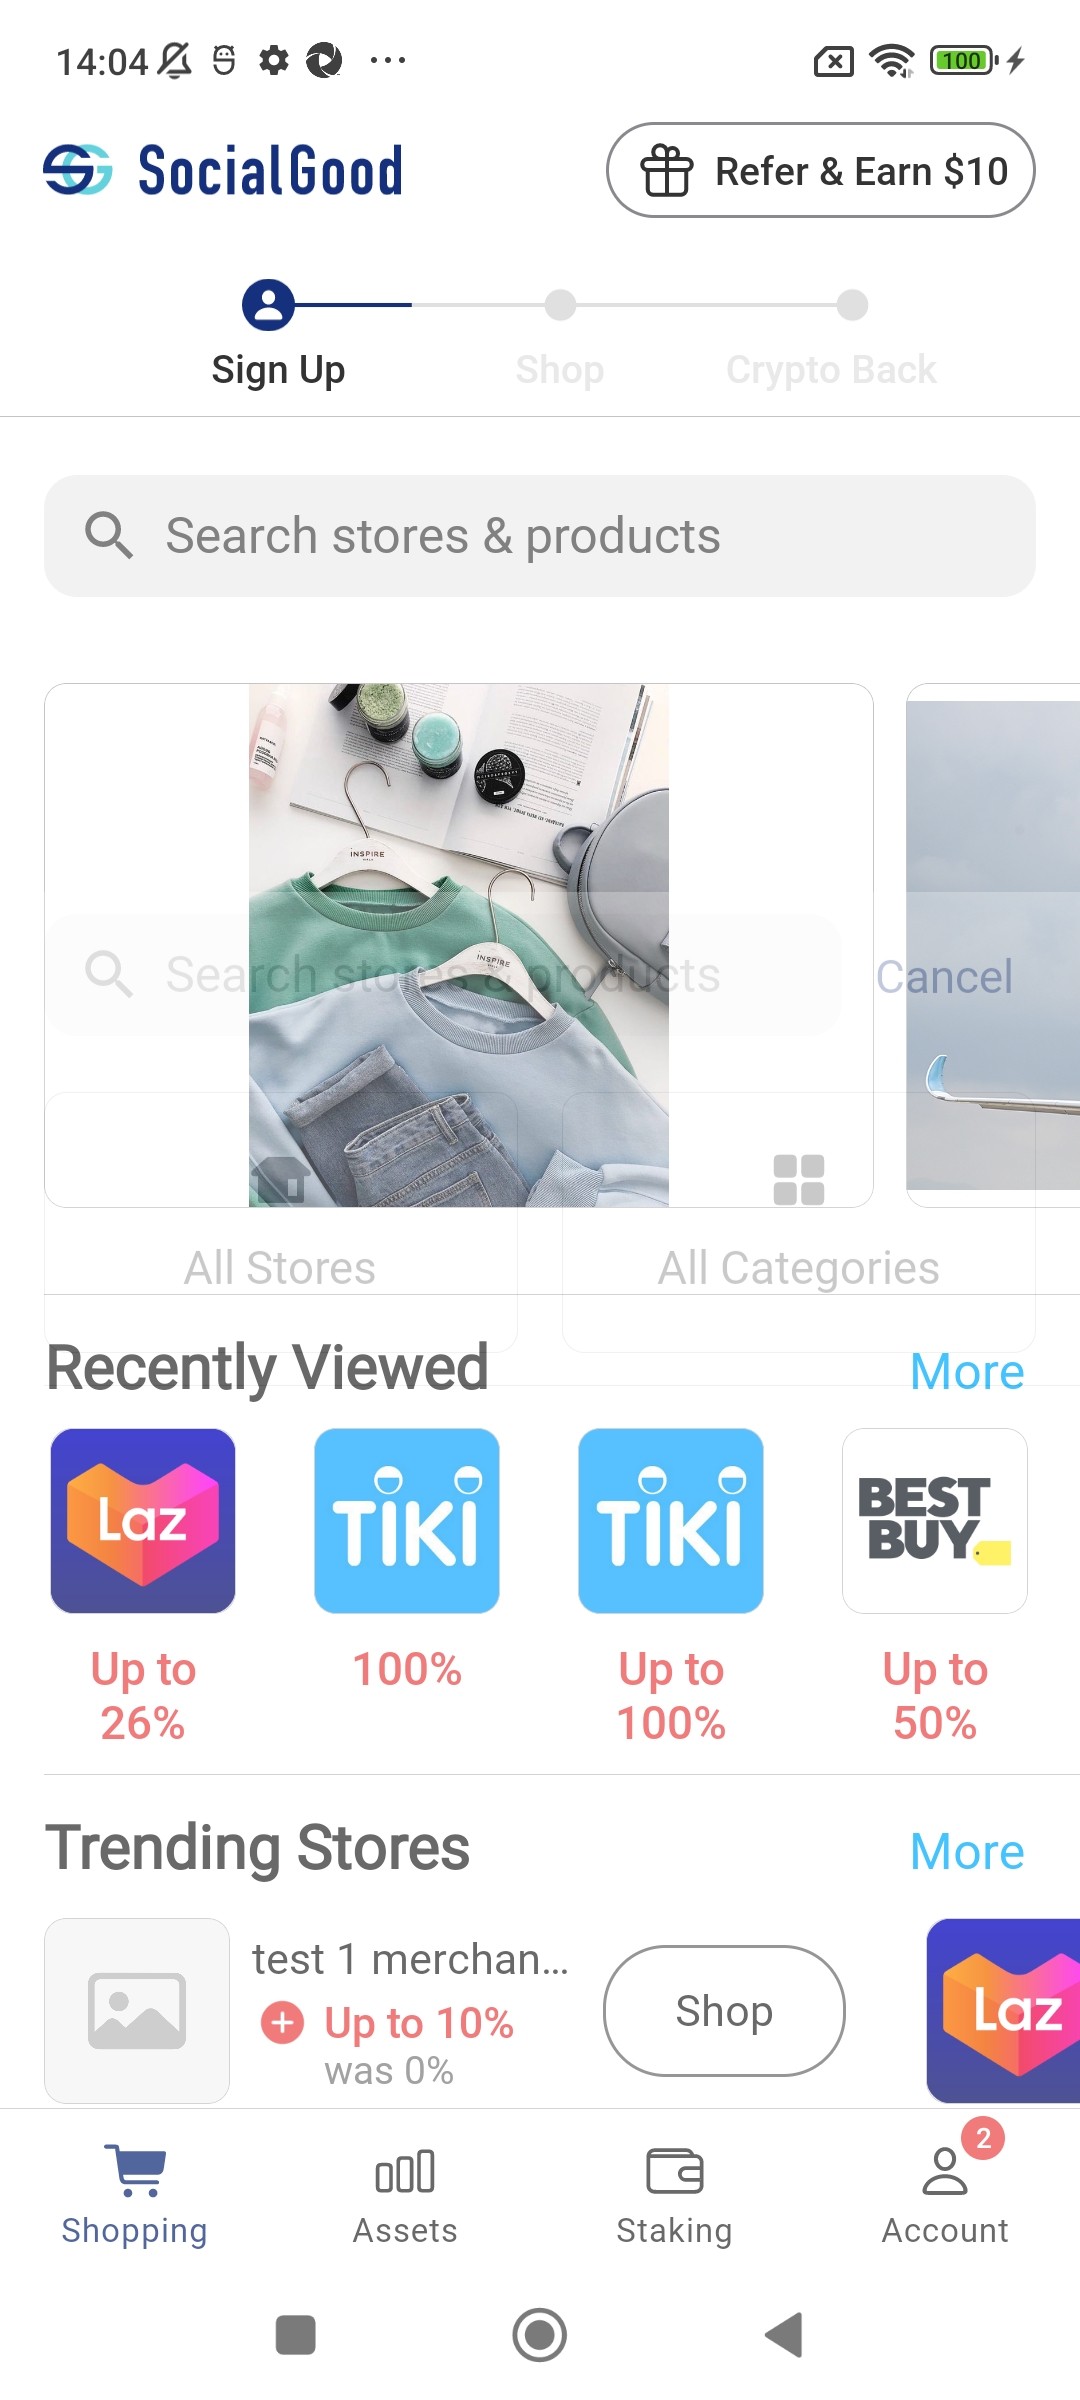 14:04
100
SocialGood
Refer & Earn $10
Sign Up
Shop
Crypto Back
Search stores & products
INSPIRE
INSPIRE
Search stores & products
Cancel
All Stores
All Categories
Recently Viewed
More
Laz
TIKI
TIKI
BEST
BUY
Up to
26%
100%
Up to
100%
Up to
50%
Trending Stores
More
test 1 merchan...
Up to 10%
was 0%
Shop
Laz
2
Shopping
Assets
Staking
Account